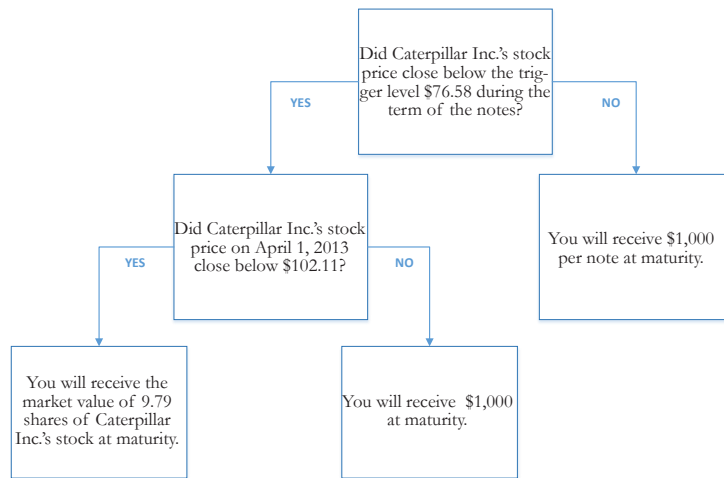 Did Caterpillar Inc.'s stock
price close below the trig-
ger level $76.58 during the
term of the notes?
YES
NO
Did Caterpillar Inc.'s stock
price on April 1, 2013
close below $102.11?
You will receive $1,000
per note at maturity.
YES
NO
You will receive the
market value of 9.79
shares of Caterpillar
Inc.'s stock at maturity.
You will receive $1,000
at maturity.